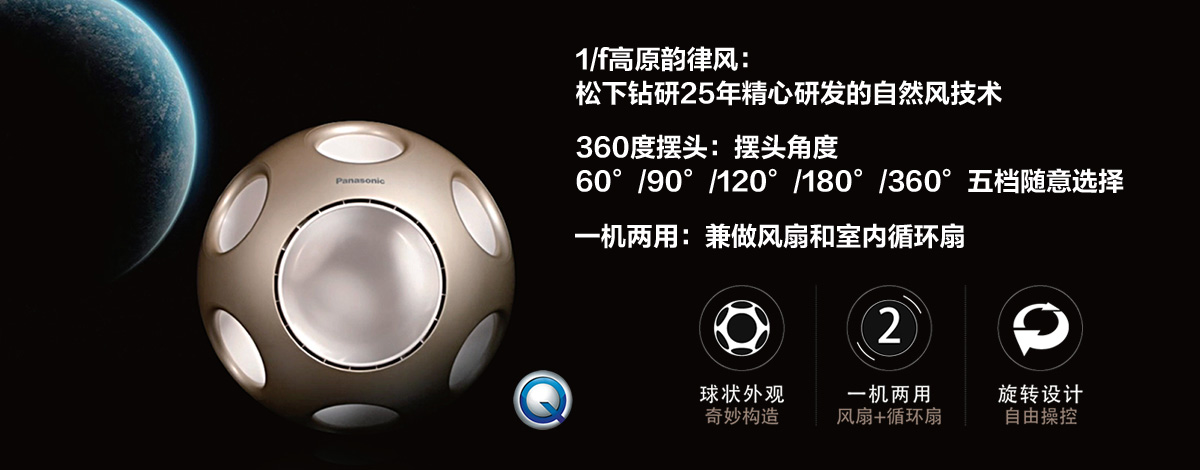 1/f高原韵律风：
松下钻研25年精心研发的自然风技术
360度摆头：摆头角度
60°/90°/120°/180°/360°五档随意选择
一机两用：兼做风扇和室内循环扇
Panasonic
Q
2
球状外观
奇妙构造
一机两用
风扇+循环扇
旋转设计
自由操控